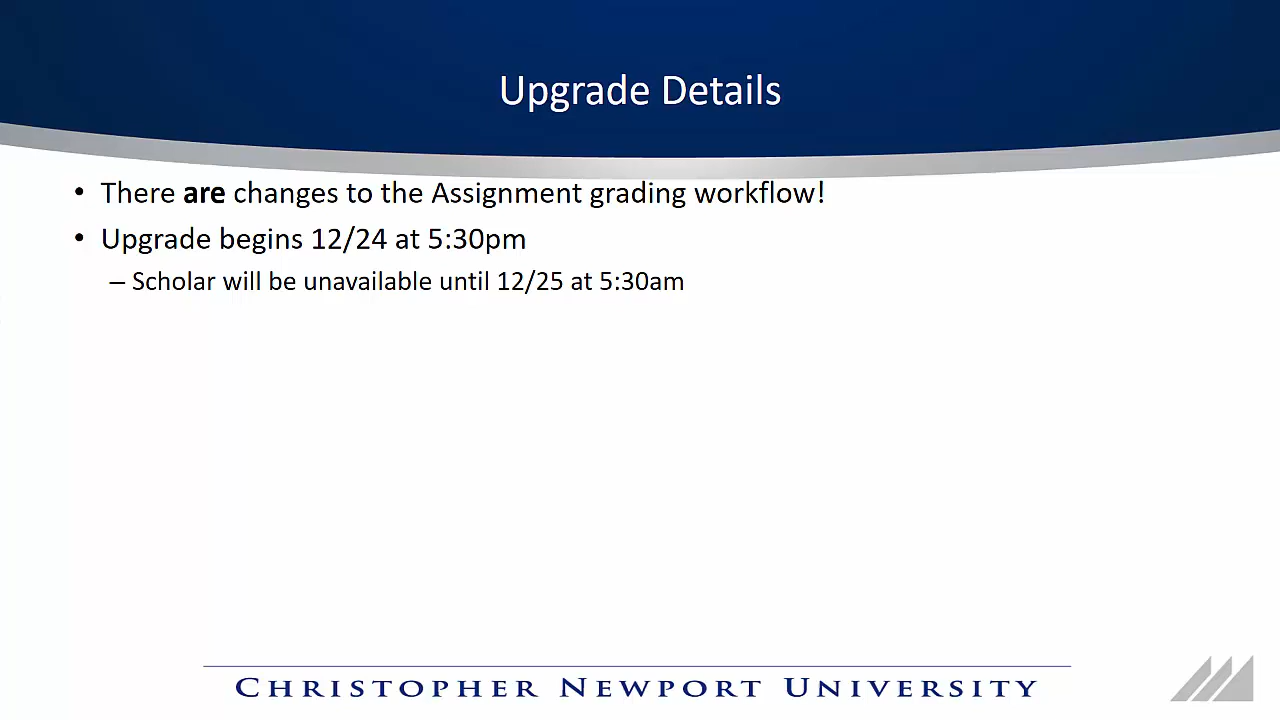 Upgrade Details
• There are changes to the Assignment grading workflow!
• Upgrade begins 12/24 at 5:30pm
– Scholar will be unavailable until 12/25 at 5:30am
CHRISTOPHER NEWPORT UNIVERSITY